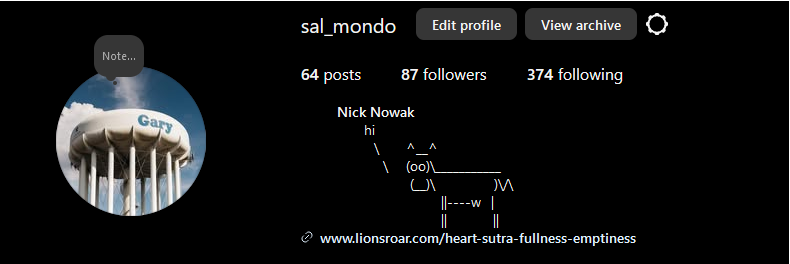 Note...
Gary
sal_mondo Edit profile View archive
64 posts 87 followers 374 following
Nick Nowak
hi
\ ^__^
\ (oo)\___________
(__)\ )\/\
||----w |
|| ||
www.lionsroar.com/heart-sutra-fullness-emptiness